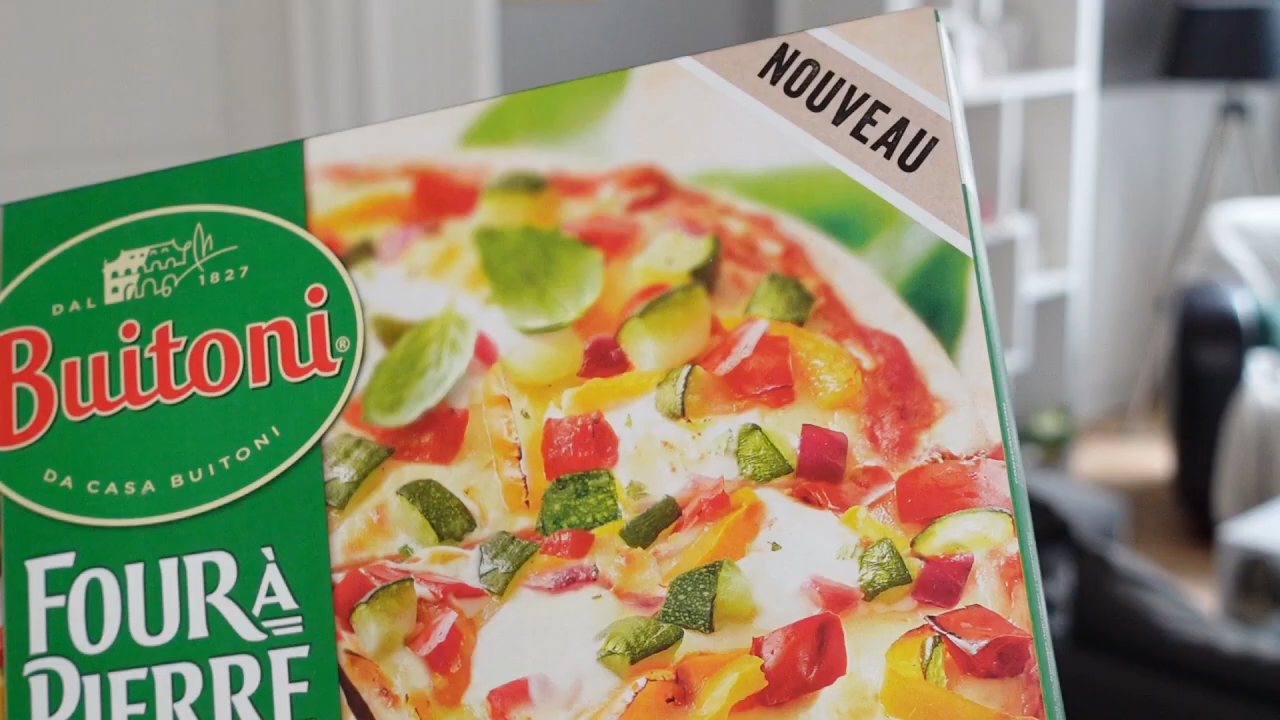 NOUVEAU
DAL 1827
Buitoni®
DA CASA BUITONI
FOUR À
PIERRE